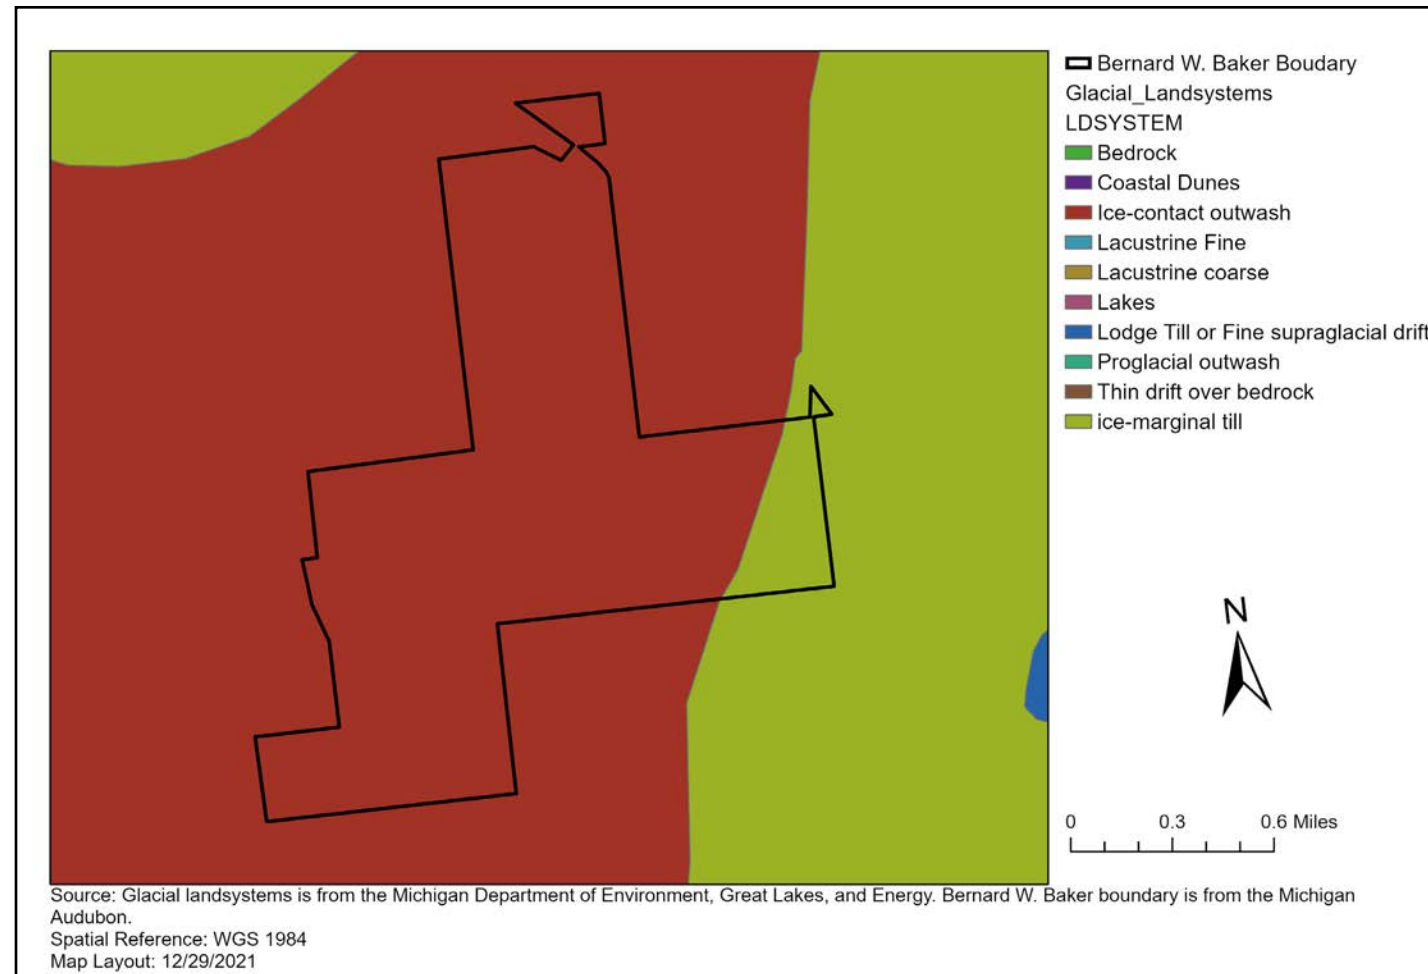 Bernard W. Baker Boudary
Glacial_Landsystems
LDSYSTEM
Bedrock
Coastal Dunes
Ice-contact outwash
Lacustrine Fine
Lacustrine coarse
Lakes
Lodge Till or Fine supraglacial drift
Proglacial outwash
Thin drift over bedrock
ice-marginal till
N
0 0.3 0.6 Miles
Source: Glacial landsystems is from the Michigan Department of Environment, Great Lakes, and Energy. Bernard W. Baker boundary is from the Michigan
Audubon.
Spatial Reference: WGS 1984
Map Layout: 12/29/2021